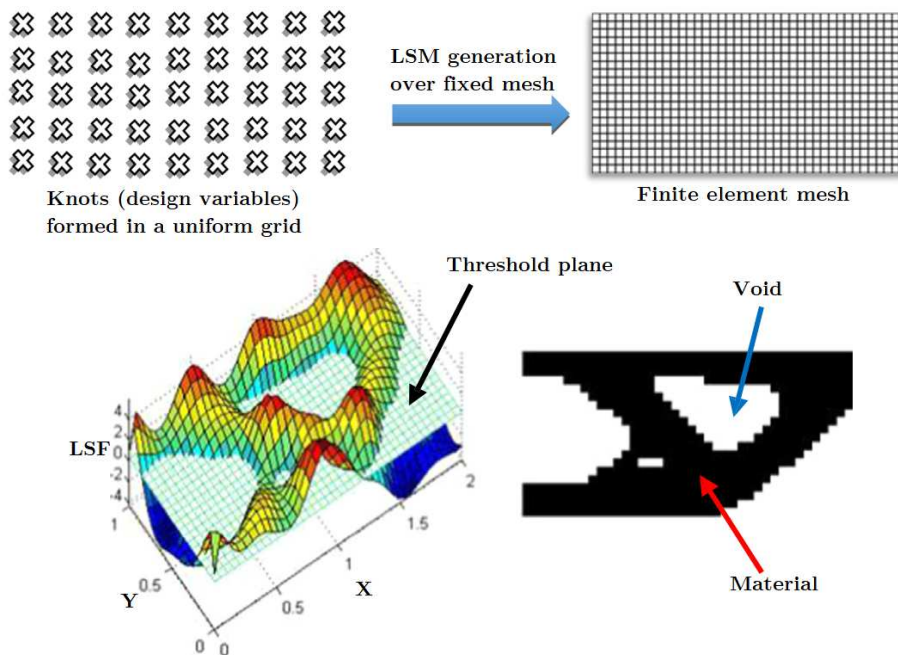 LSM generation
over fixed mesh
Knots (design variables)
formed in a uniform grid
Finite element mesh
Threshold plane
Void
LSF
4
2
0
-2
-4
1
0.5
0
Y
0
0.5
1
1.5
2
X
Material